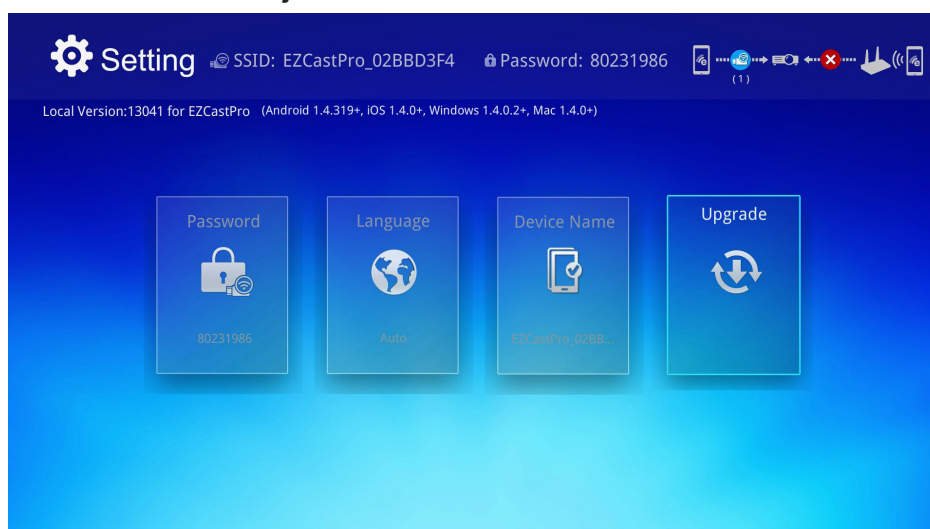 Setting SSID: EZCastPro_02BBD3F4 Password: 80231986
(1)
Local Version:13041 for EZCastPro (Android 1.4.319+, iOS 1.4.0+, Windows 1.4.0.2+, Mac 1.4.0+)
Password Language Device Name Upgrade
80231986 Auto EZCastPro_02BB...